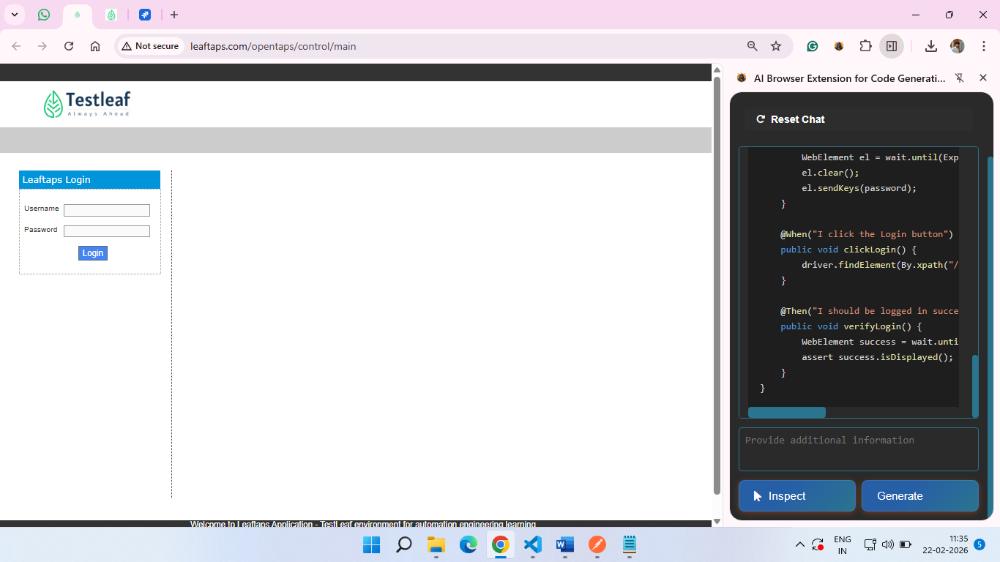 Not secure
leaftaps.com/opentaps/control/main
Testleaf
Always Ahead
Leaftaps Login
Username
Password
Login
Welcome to Leaftaps Application - TestLeaf environment for automation engineering learning
AI Browser Extension for Code Generati...
Reset Chat
WebElement el = wait.until(Exp
el.clear();
el.sendKeys(password);
}
@When("I click the Login button")
public void clickLogin() {
driver.findElement(By.xpath("/
}
@Then("I should be logged in succe
public void verifyLogin() {
WebElement success = wait.unti
assert success.isDisplayed();
}
}
Provide additional information
Inspect
Generate
ENG
IN
11:35
22-02-2026
5